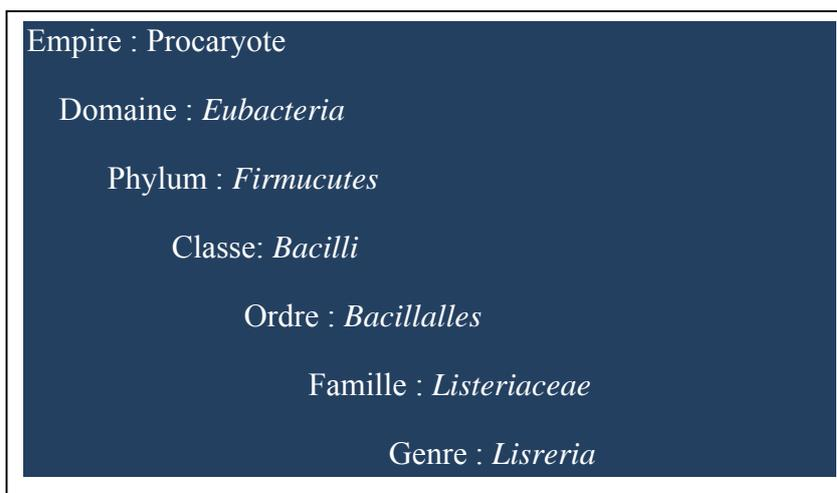 Empire : Procaryote
Domaine : Eubacteria
Phylum : Firmucutes
Classe: Bacilli
Ordre : Bacillalles
Famille : Listeriaceae
Genre : Lisreria